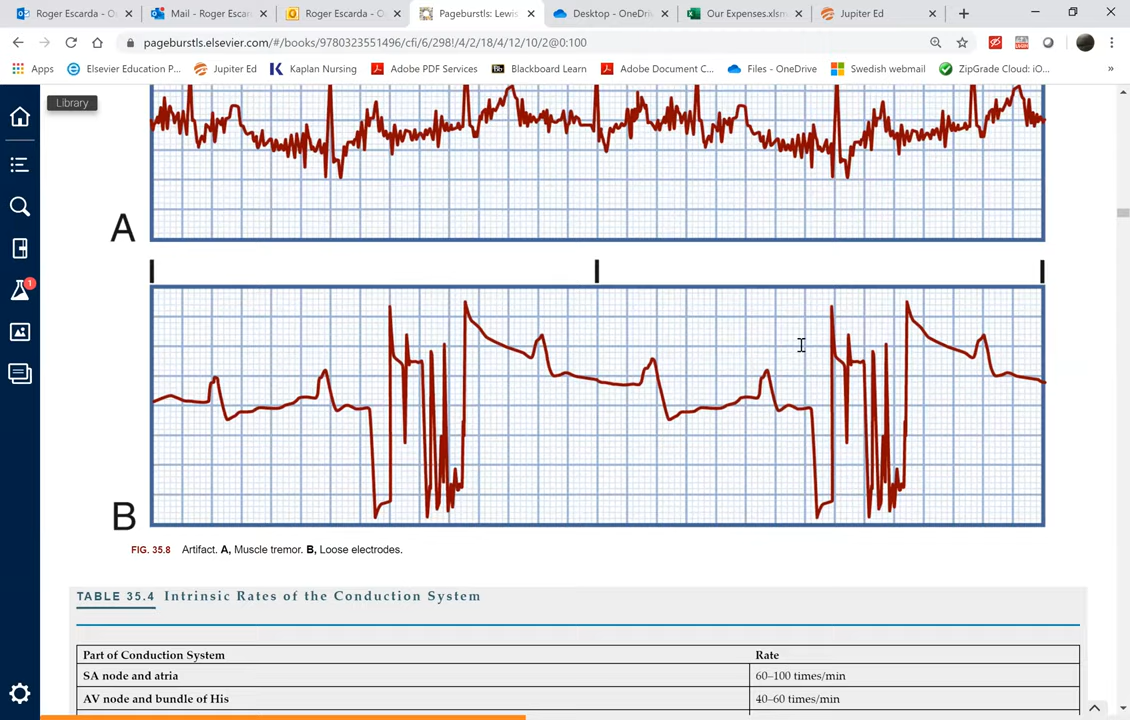 Roger Escarda - O
Mail - Roger Escar
Roger Escarda - O
Pageburstls: Lewis
Desktop - OneDri
Our Expenses.xlsm
Jupiter Ed
pageburstls.elsevier.com/#/books/9780323551496/cfi/6/298!/4/2/18/4/12/10/2@0:100
Apps
Elsevier Education P...
Jupiter Ed
Kaplan Nursing
Adobe PDF Services
Blackboard Learn
Adobe Document C...
Files - OneDrive
Swedish webmail
ZipGrade Cloud: iO...
»
Library
1
A
B
FIG. 35.8 Artifact. A, Muscle tremor. B, Loose electrodes.
TABLE 35.4 Intrinsic Rates of the Conduction System
Part of Conduction System Rate
SA node and atria 60–100 times/min
AV node and bundle of His 40–60 times/min